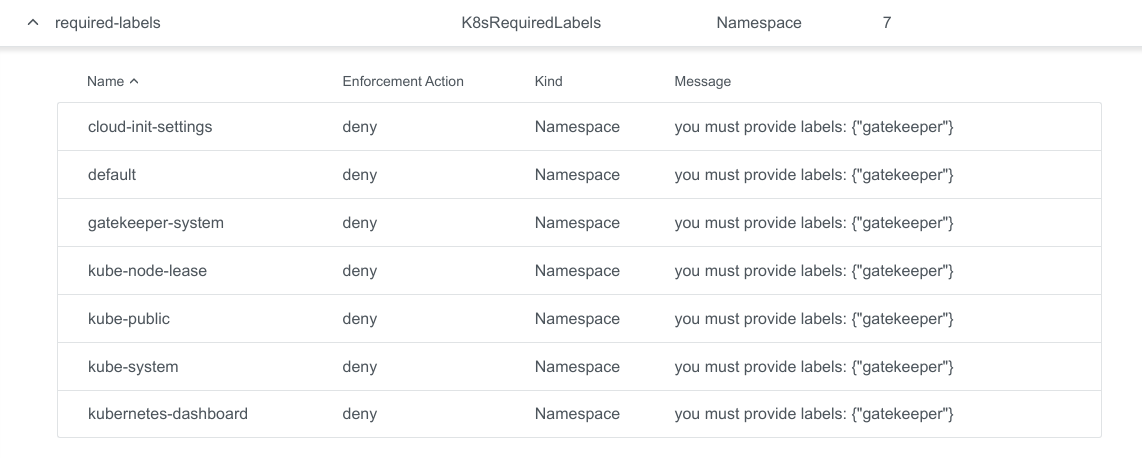 required-labels K8sRequiredLabels Namespace 7
Name Enforcement Action Kind Message
cloud-init-settings deny Namespace you must provide labels: {"gatekeeper"}
default deny Namespace you must provide labels: {"gatekeeper"}
gatekeeper-system deny Namespace you must provide labels: {"gatekeeper"}
kube-node-lease deny Namespace you must provide labels: {"gatekeeper"}
kube-public deny Namespace you must provide labels: {"gatekeeper"}
kube-system deny Namespace you must provide labels: {"gatekeeper"}
kubernetes-dashboard deny Namespace you must provide labels: {"gatekeeper"}